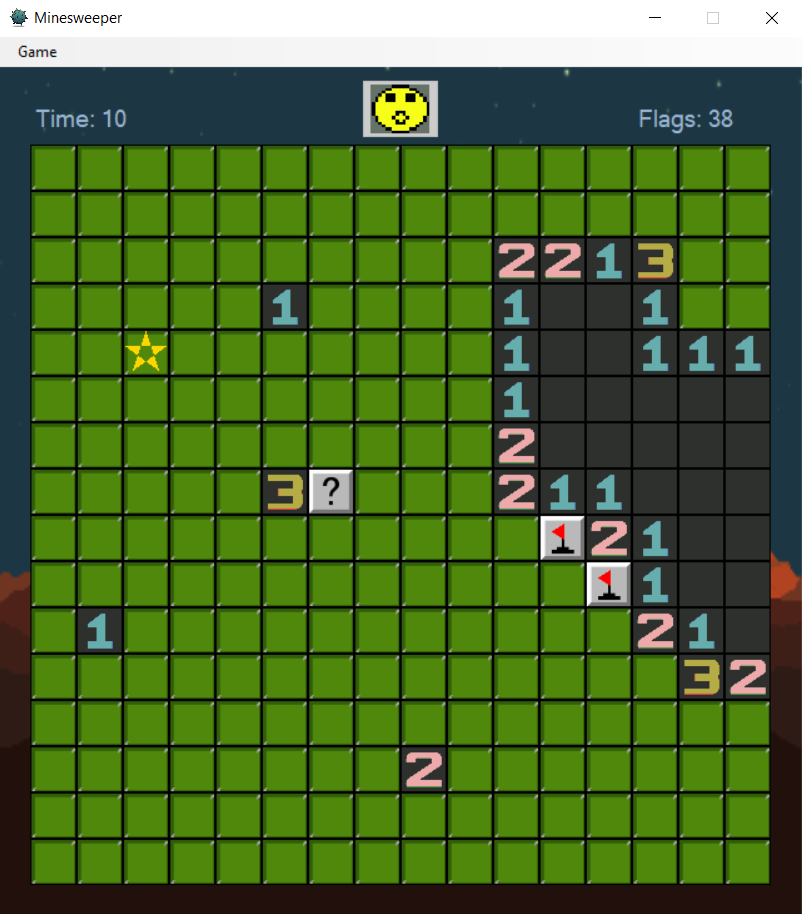 Minesweeper
Game
Time: 10
Flags: 38
2 2 1 3
1 1 1
1 1 1 1
1
2
3 ? 2 1 1
2 1
1
1 2 1
3 2
2